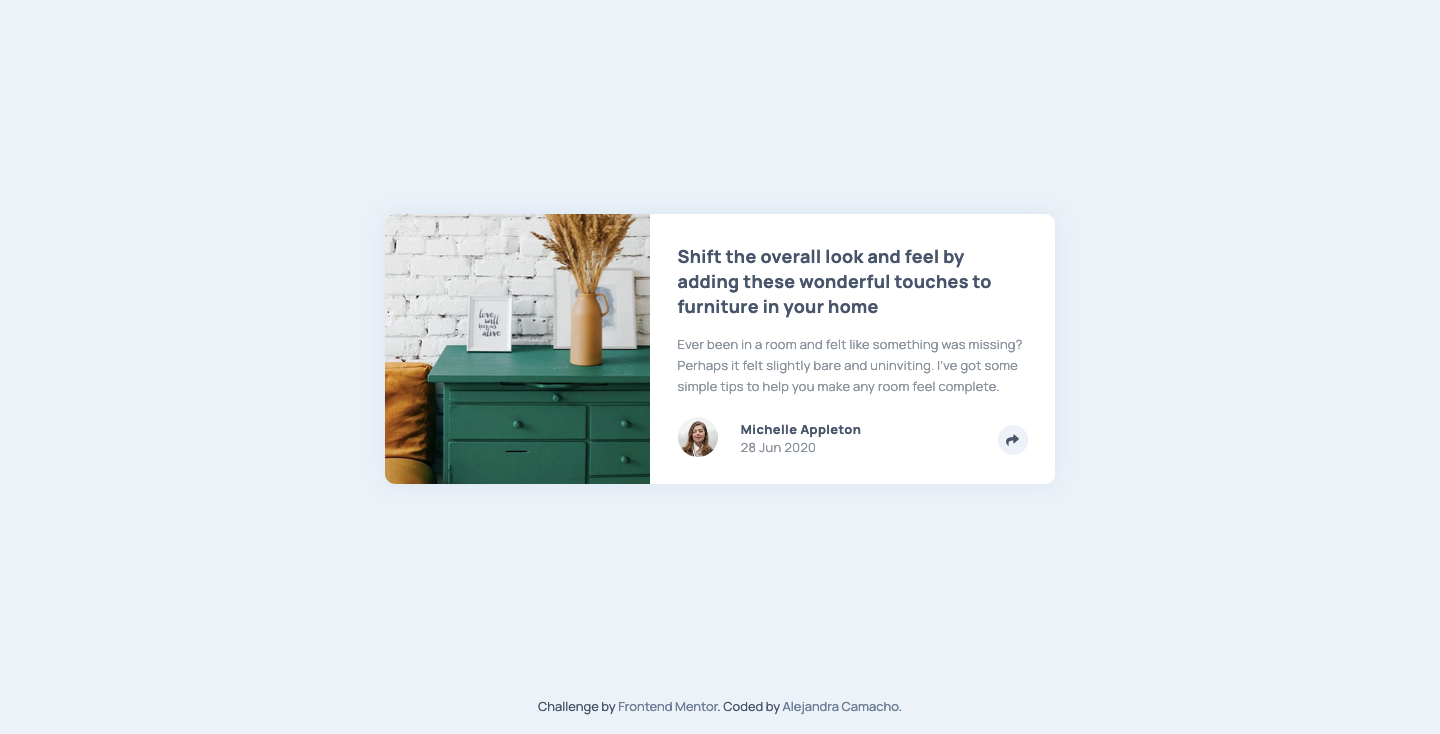 love
will
keep us
alive
Shift the overall look and feel by
adding these wonderful touches to
furniture in your home
Ever been in a room and felt like something was missing?
Perhaps it felt slightly bare and uninviting. I've got some
simple tips to help you make any room feel complete.
Michelle Appleton
28 Jun 2020
Challenge by Frontend Mentor. Coded by Alejandra Camacho.